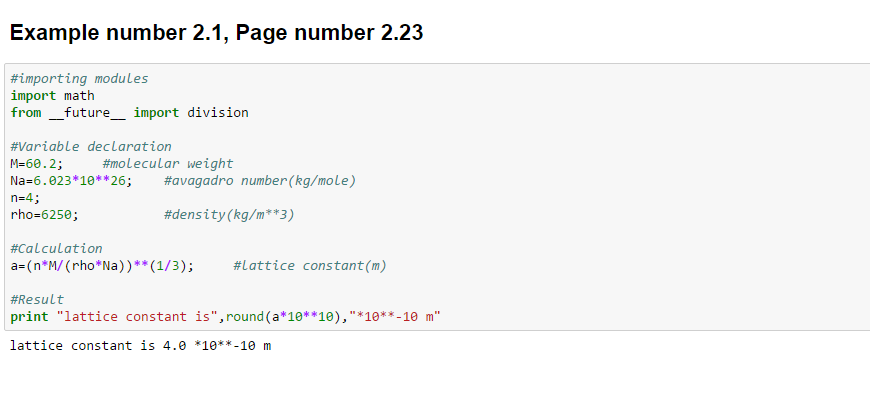 Example number 2.1, Page number 2.23
#importing modules
import math
from __future__ import division
#Variable declaration
M=60.2;     #molecular weight
Na=6.023*10**26;    #avagadro number(kg/mole)
n=4;
rho=6250;           #density(kg/m**3)
#Calculation
a=(n*M/(rho*Na))**(1/3);     #lattice constant(m)
#Result
print "lattice constant is",round(a*10**10),"*10**-10 m"
lattice constant is 4.0 *10**-10 m